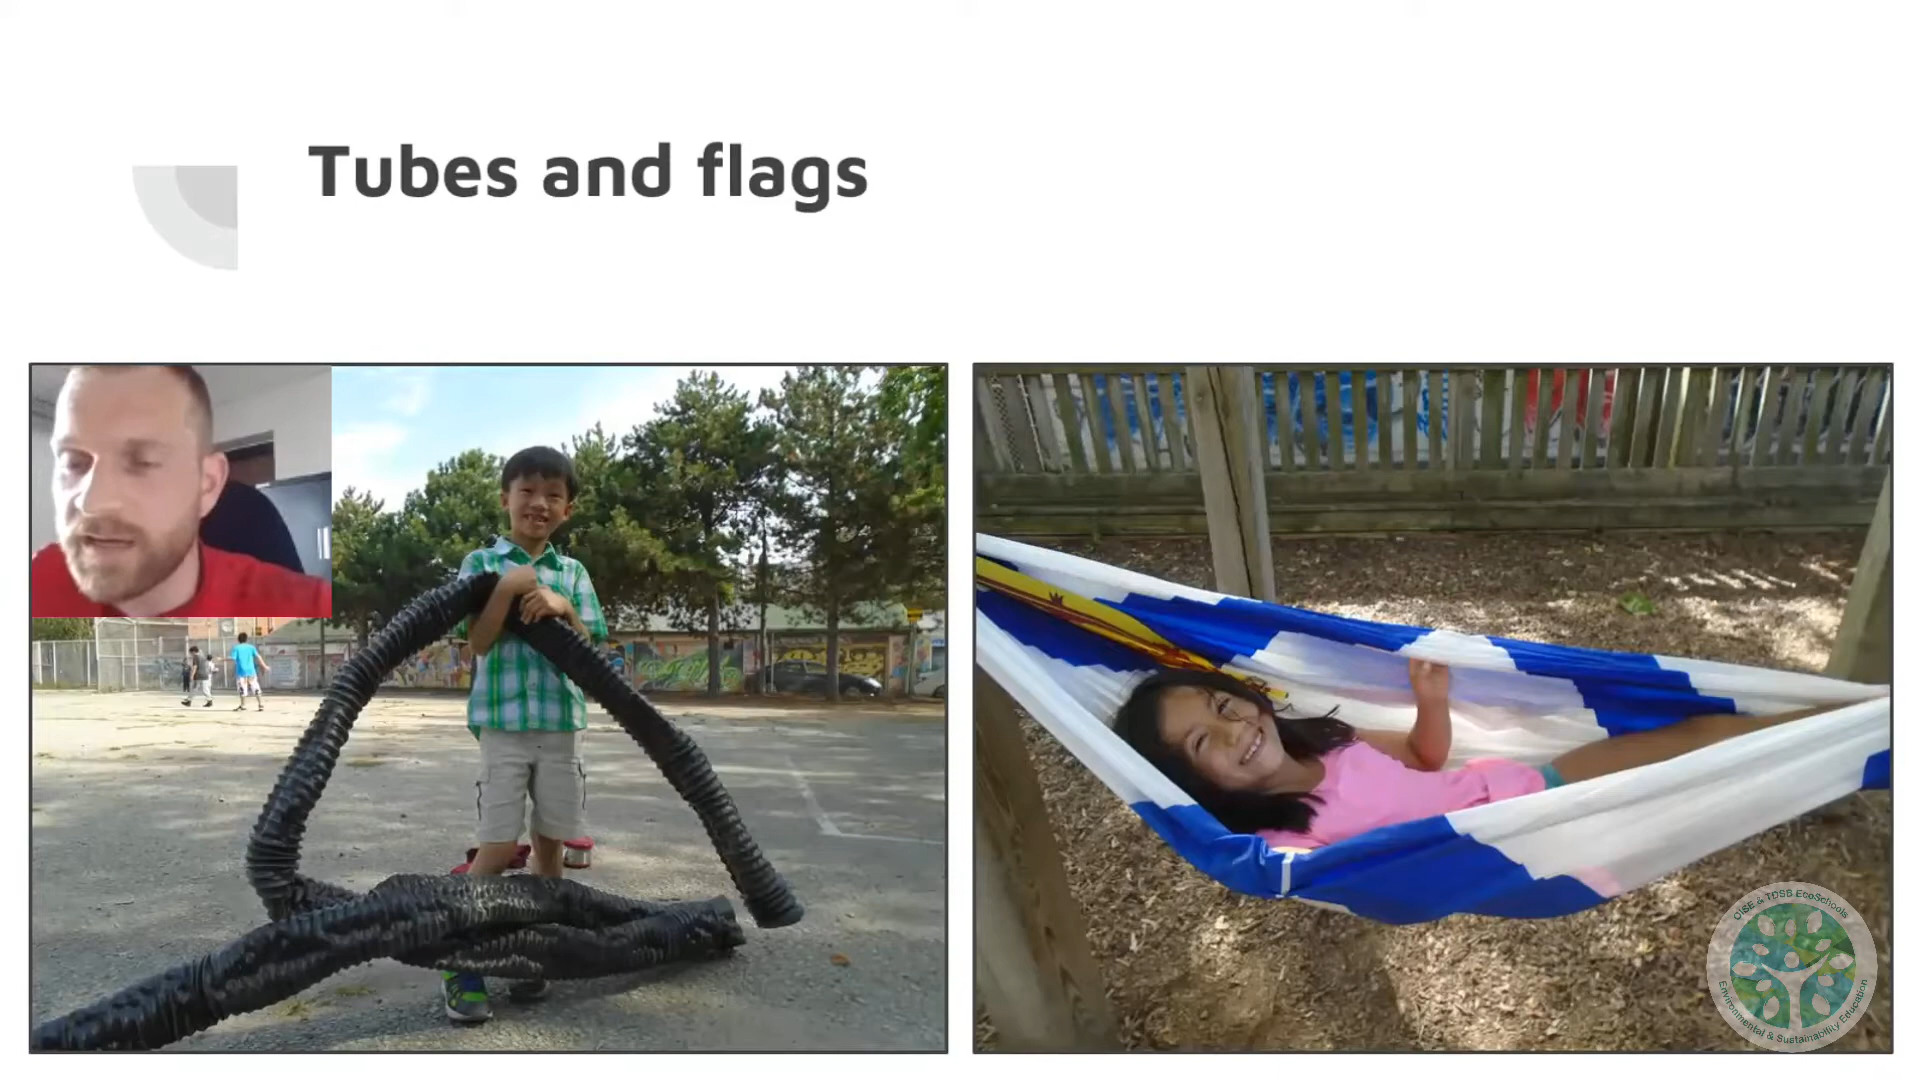 Tubes and flags
OISE & TDSB EcoSchools
Environmental & Sustainability Education